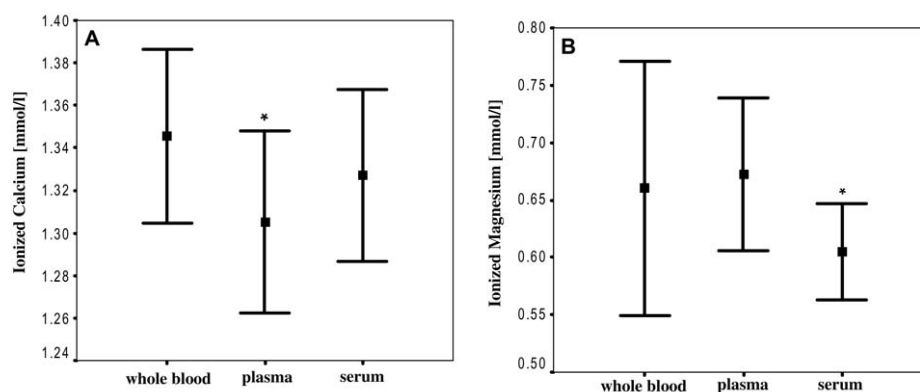 A
Ionized Calcium [mmol/l]
1.40
1.38
1.36
1.34
1.32
1.30
1.28
1.26
1.24
*
whole blood
plasma
serum
B
Ionized Magnesium [mmol/l]
0.80
0.75
0.70
0.65
0.60
0.55
0.50
*
whole blood
plasma
serum